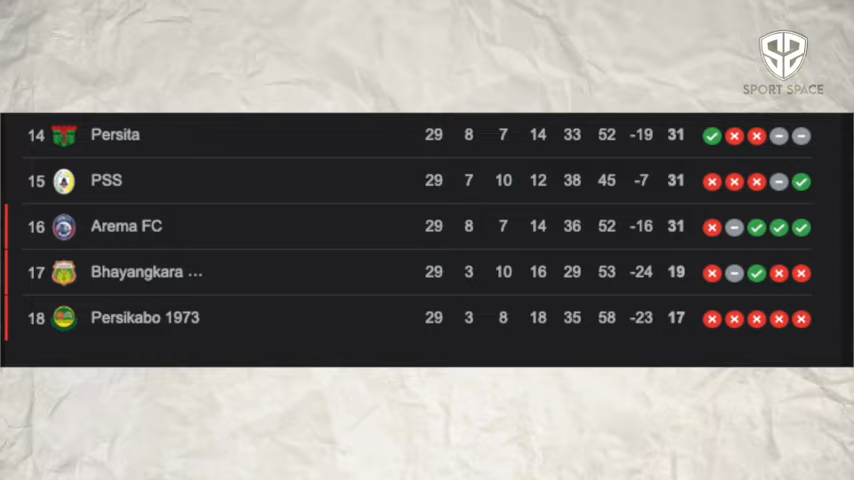 SPORT SPACE
14 Persita 29 8 7 14 33 52 -19 31
15 PSS 29 7 10 12 38 45 -7 31
16 Arema FC 29 8 7 14 36 52 -16 31
17 Bhayangkara ... 29 3 10 16 29 53 -24 19
18 Persikabo 1973 29 3 8 18 35 58 -23 17